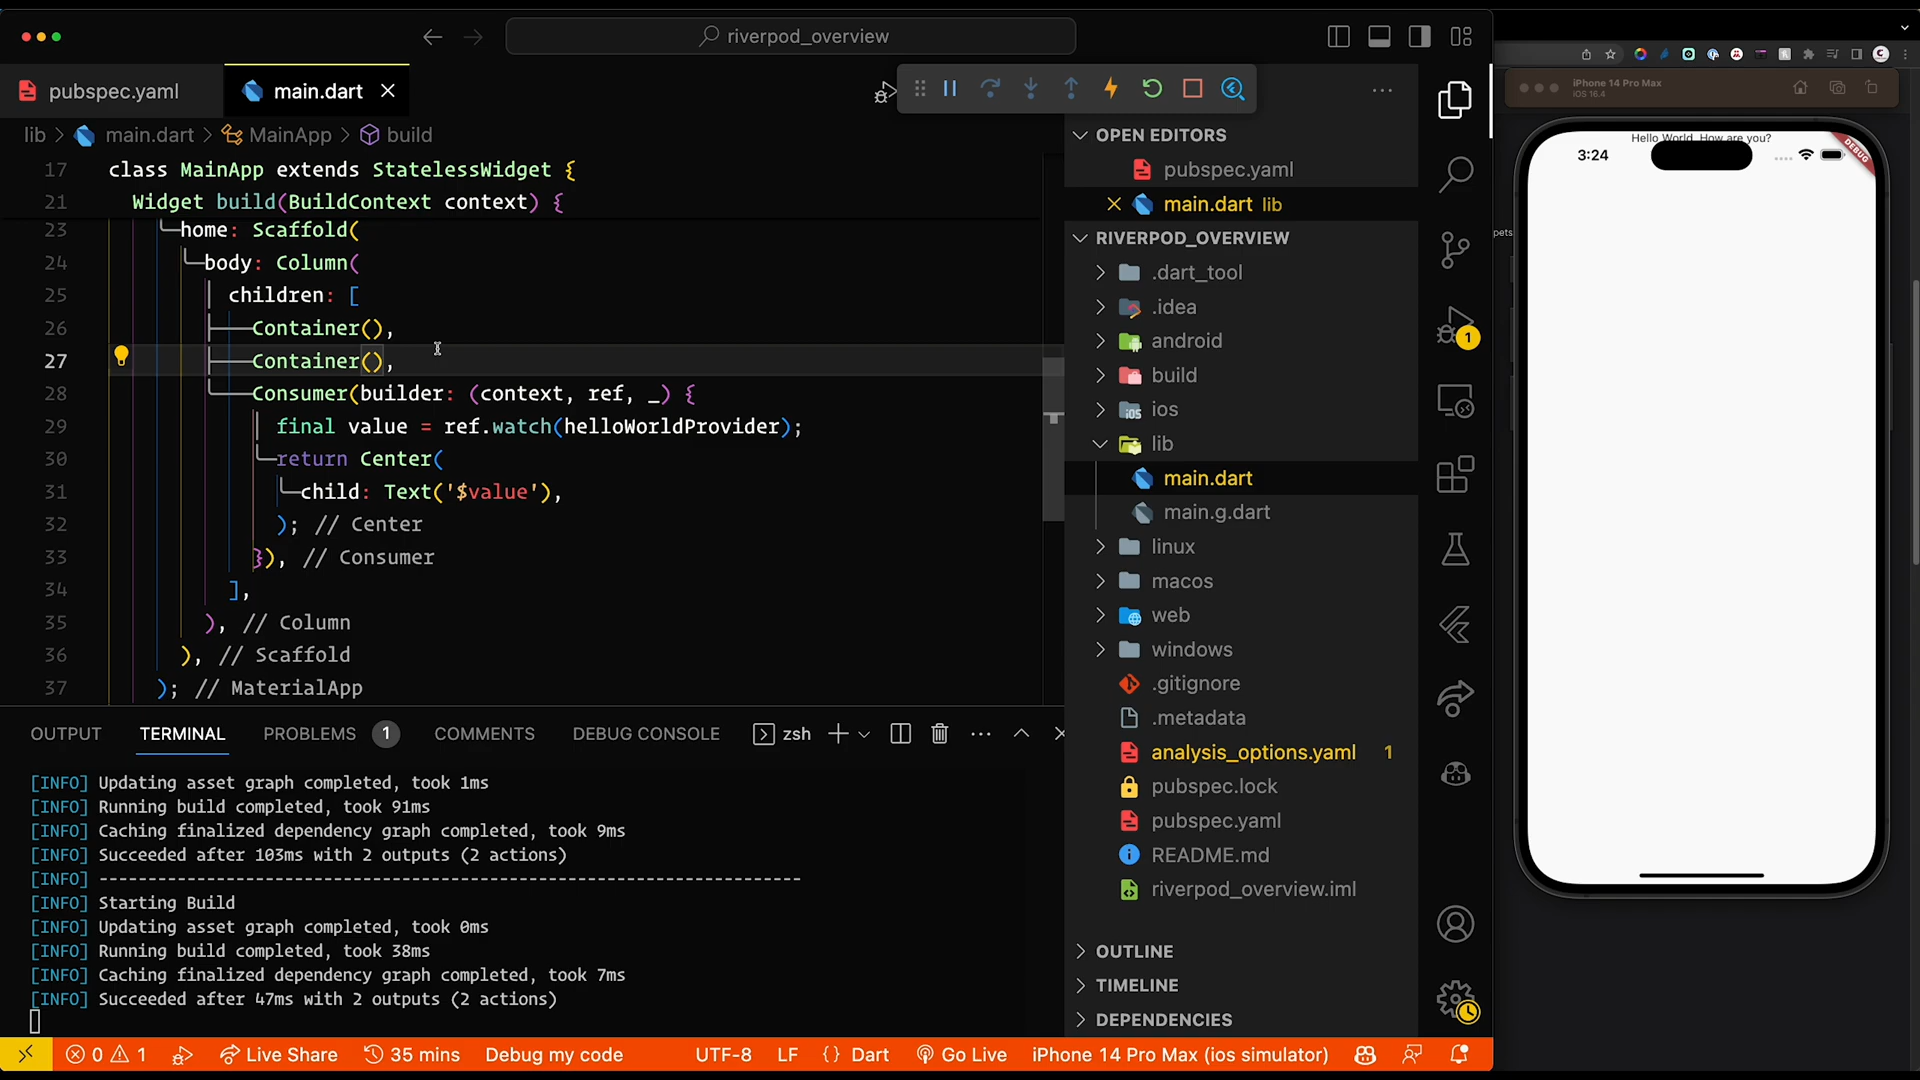 riverpod_overview
pubspec.yaml
main.dart
lib > main.dart > MainApp > build
17 class MainApp extends StatelessWidget {
21 Widget build(BuildContext context) {
23 home: Scaffold(
24 body: Column(
25 children: [
26 Container(),
27 Container(),
28 Consumer(builder: (context, ref, _) {
29 final value = ref.watch(helloWorldProvider);
30 return Center(
31 child: Text('$value'),
32 ); // Center
33 }), // Consumer
34 ],
35 ), // Column
36 ), // Scaffold
37 ); // MaterialApp
OUTPUT TERMINAL PROBLEMS 1 COMMENTS DEBUG CONSOLE zsh
[INFO] Updating asset graph completed, took 1ms
[INFO] Running build completed, took 91ms
[INFO] Caching finalized dependency graph completed, took 9ms
[INFO] Succeeded after 103ms with 2 outputs (2 actions)
[INFO] ------------------------------------------------------------------------
[INFO] Starting Build
[INFO] Updating asset graph completed, took 0ms
[INFO] Running build completed, took 38ms
[INFO] Caching finalized dependency graph completed, took 7ms
[INFO] Succeeded after 47ms with 2 outputs (2 actions)
OPEN EDITORS
pubspec.yaml
main.dart lib
RIVERPOD_OVERVIEW
.dart_tool
.idea
android
build
ios
lib
main.dart
main.g.dart
linux
macos
web
windows
.gitignore
.metadata
analysis_options.yaml 1
pubspec.lock
pubspec.yaml
README.md
riverpod_overview.iml
OUTLINE
TIMELINE
DEPENDENCIES
1
0 1 Live Share 35 mins Debug my code UTF-8 LF {} Dart Go Live iPhone 14 Pro Max (ios simulator)
pets
iPhone 14 Pro Max
iOS 16.4
Hello World, How are you?
3:24
DEBUG